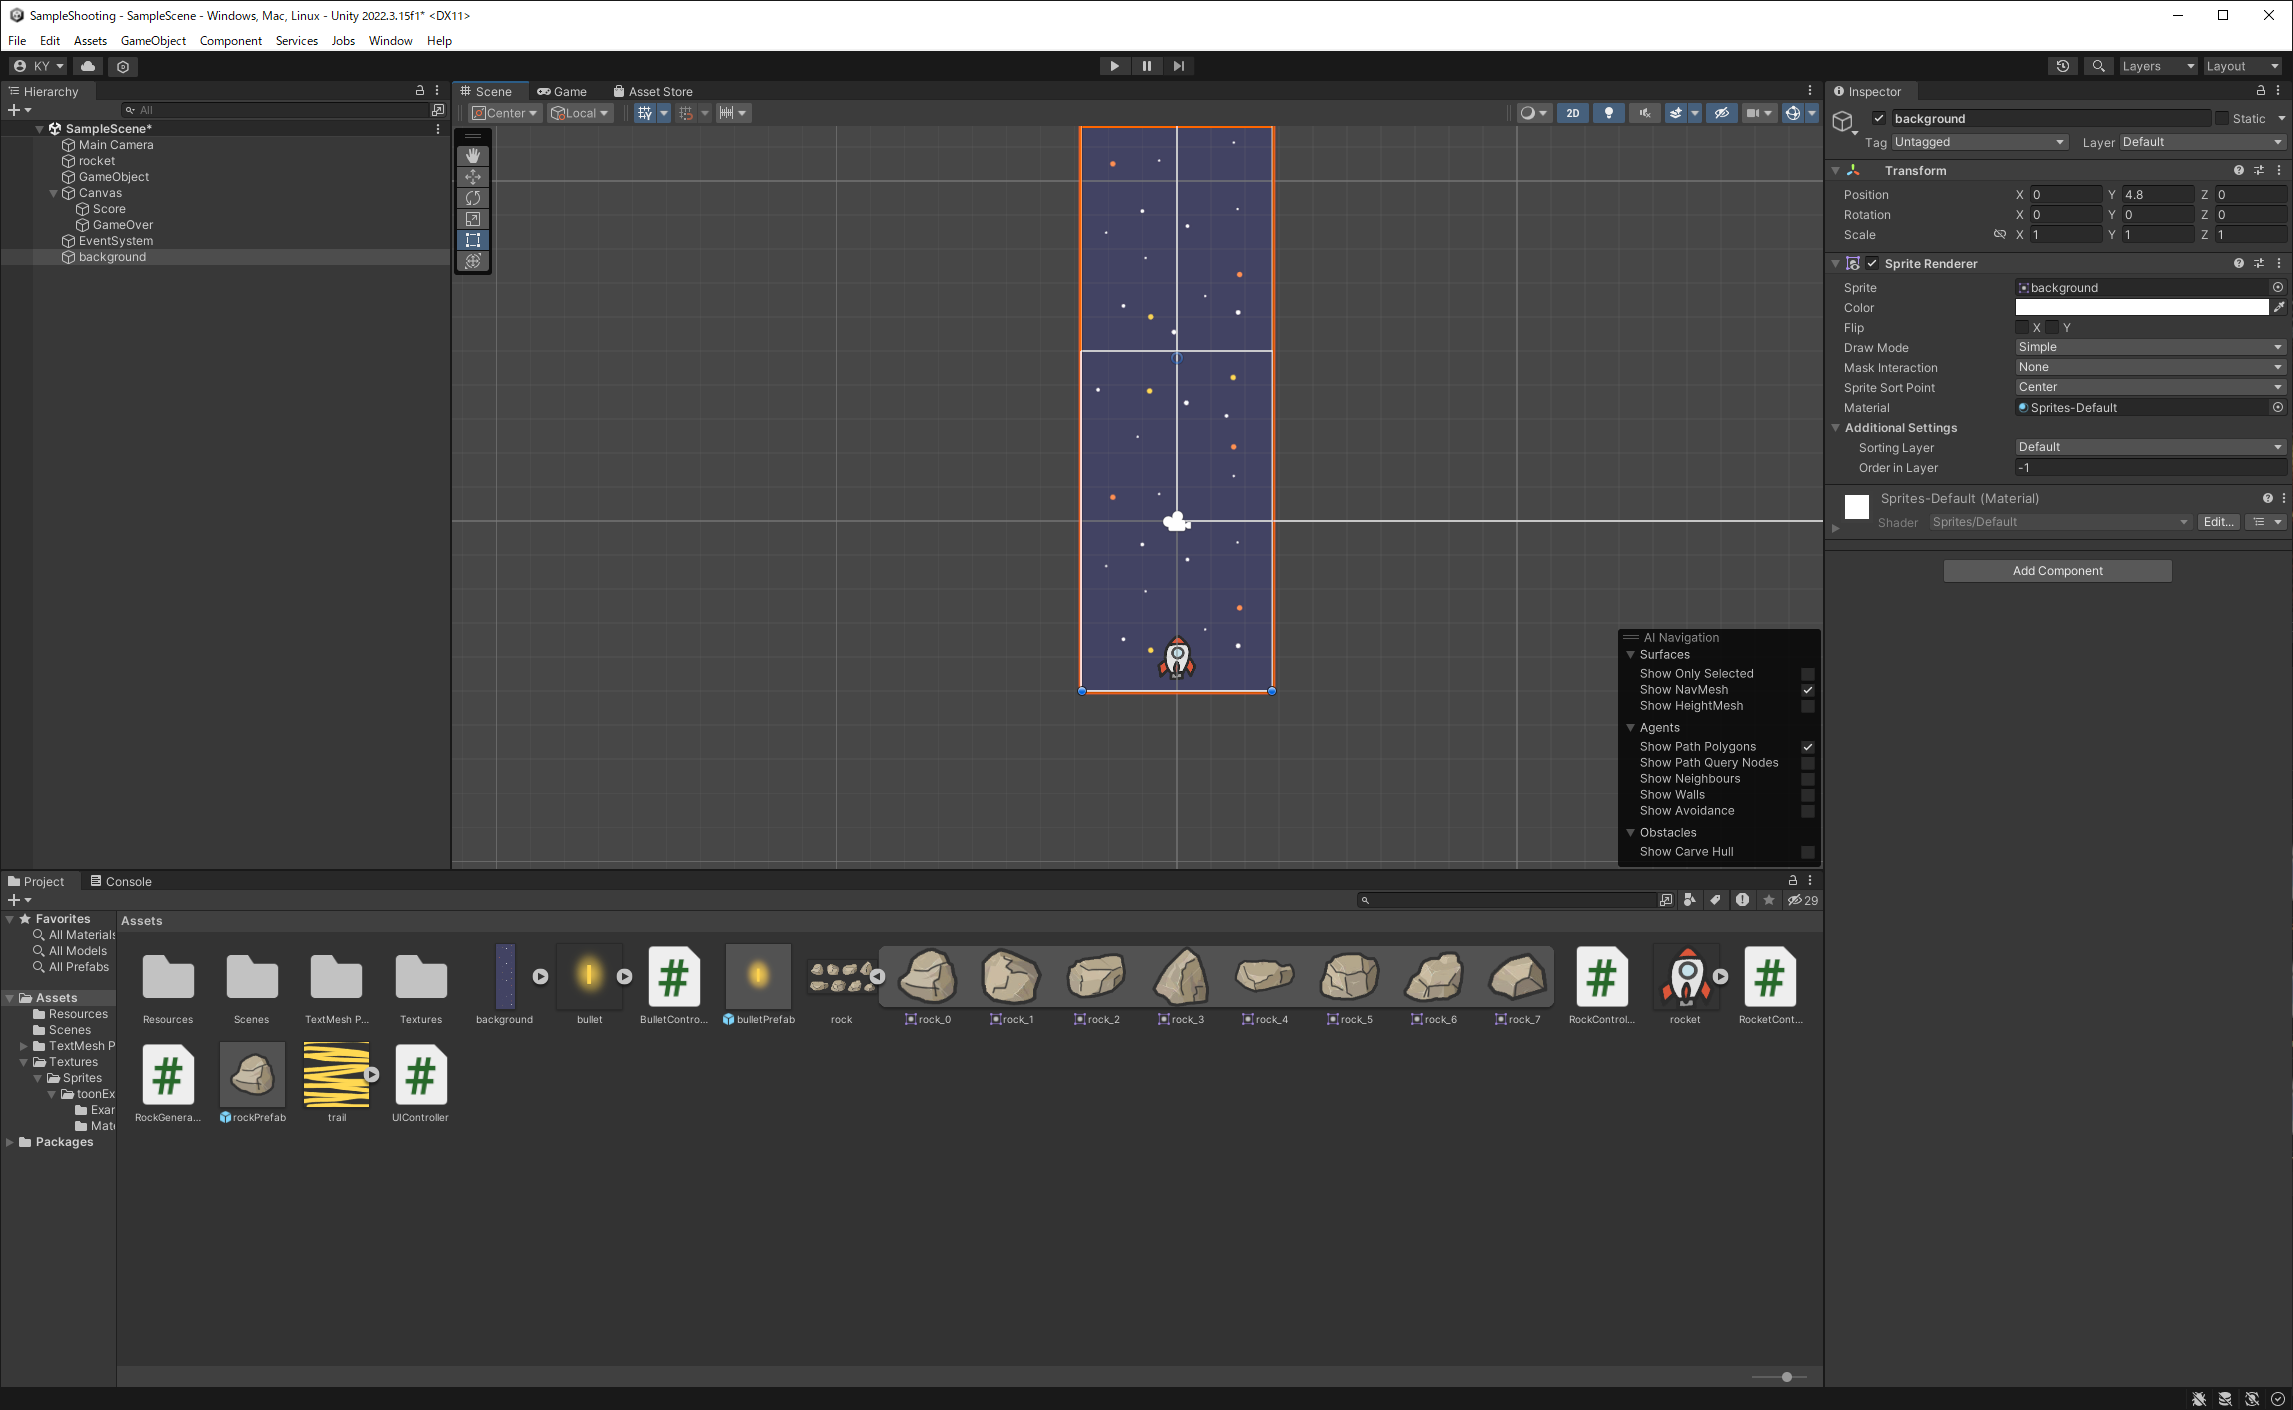 SampleShooting - SampleScene - Windows, Mac, Linux - Unity 2022.3.15f1* <DX11>
File Edit Assets GameObject Component Services Jobs Window Help
KY Layers Layout
Hierarchy
All
SampleScene*
Main Camera
rocket
GameObject
Canvas
Score
GameOver
EventSystem
background
Scene Game Asset Store
Center Local 2D
AI Navigation
Surfaces
Show Only Selected
Show NavMesh
Show HeightMesh
Agents
Show Path Polygons
Show Path Query Nodes
Show Neighbours
Show Walls
Show Avoidance
Obstacles
Show Carve Hull
Inspector
background Static
Tag Untagged Layer Default
Transform
Position X 0 Y 4.8 Z 0
Rotation X 0 Y 0 Z 0
Scale X 1 Y 1 Z 1
Sprite Renderer
Sprite background
Color
Flip X Y
Draw Mode Simple
Mask Interaction None
Sprite Sort Point Center
Material Sprites-Default
Additional Settings
Sorting Layer Default
Order in Layer -1
Sprites-Default (Material)
Shader Sprites/Default Edit...
Add Component
Project Console
29
Favorites
All Materials
All Models
All Prefabs
Assets
Resources
Scenes
TextMesh P
Textures
Sprites
toonEx
Exar
Mate
Packages
Assets
Resources Scenes TextMesh P... Textures background bullet BulletContro... bulletPrefab rock rock_0 rock_1 rock_2 rock_3 rock_4 rock_5 rock_6 rock_7 RockControl... rocket RocketCont...
RockGenera... rockPrefab trail UIController